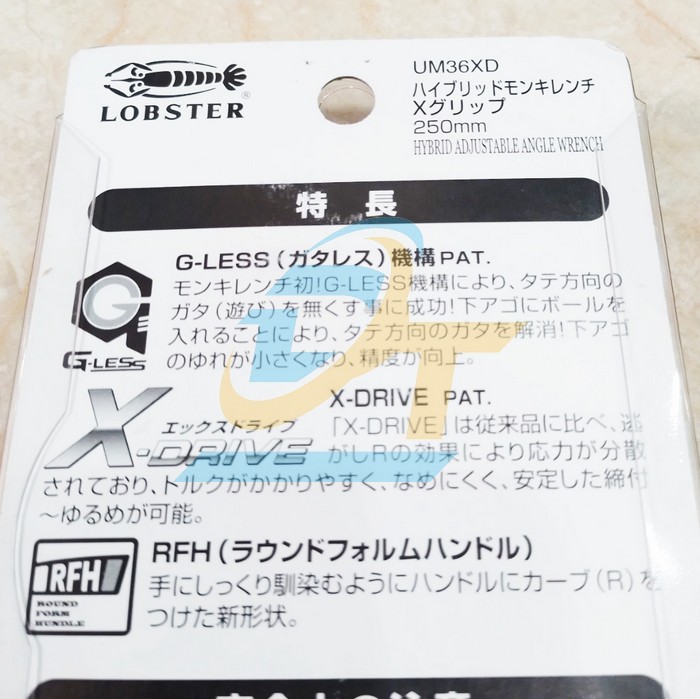 LOBSTER ®
UM36XD
ハイブリッドモンキレンチ
Xグリップ
250mm
HYBRID ADJUSTABLE ANGLE WRENCH
特長
G-LESS
G-LESS(ガタレス)機構 PAT.
モンキレンチ初!G-LESS機構により、タテ方向の
ガタ(遊び)を無くす事に成功!下アゴにボールを
入れることにより、タテ方向のガタを解消!下アゴ
のゆれが小さくなり、精度が向上。
エックスドライブ
X-DRIVE
X-DRIVE PAT.
「X-DRIVE」は従来品に比べ、逃
がしRの効果により応力が分散
されており、トルクがかかりやすく、なめにくく、安定した締付
~ゆるめが可能。
RFH
ROUND
FORM
HUNDLE
RFH(ラウンドフォルムハンドル)
手にしっくり馴染むようにハンドルにカーブ(R)を
つけた新形状。
安全上の注意